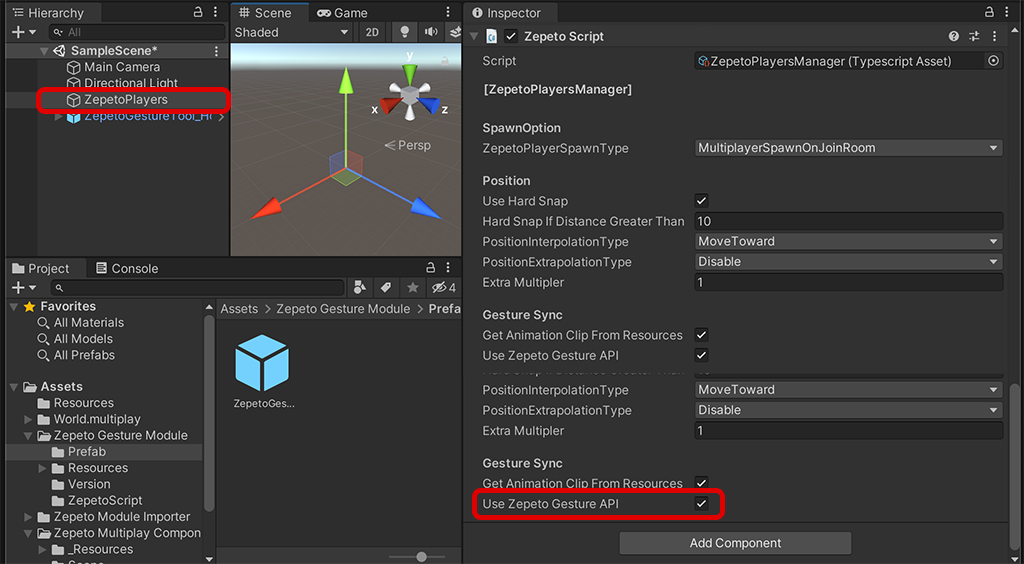 Hierarchy
All
SampleScene*
Main Camera
Directional Light
ZepetoPlayers
ZepetoGestureTool_Ho
Scene
Game
Shaded
2D
y
x
z
Persp
Project
Console
4
Favorites
All Materials
All Models
All Prefabs
Assets
Resources
World.multiplay
Zepeto Gesture Module
Prefab
Resources
Version
ZepetoScript
Zepeto Module Importer
Zepeto Multiplay Compon
_Resources
Assets > Zepeto Gesture Module > Prefa
ZepetoGes...
Inspector
Zepeto Script
Script ZepetoPlayersManager (Typescript Asset)
[ZepetoPlayersManager]
SpawnOption
ZepetoPlayerSpawnType MultiplayerSpawnOnJoinRoom
Position
Use Hard Snap
Hard Snap If Distance Greater Than 10
PositionInterpolationType MoveToward
PositionExtrapolationType Disable
Extra Multipler 1
Gesture Sync
Get Animation Clip From Resources
Use Zepeto Gesture API
PositionInterpolationType MoveToward
PositionExtrapolationType Disable
Extra Multipler 1
Gesture Sync
Get Animation Clip From Resources
Use Zepeto Gesture API
Add Component